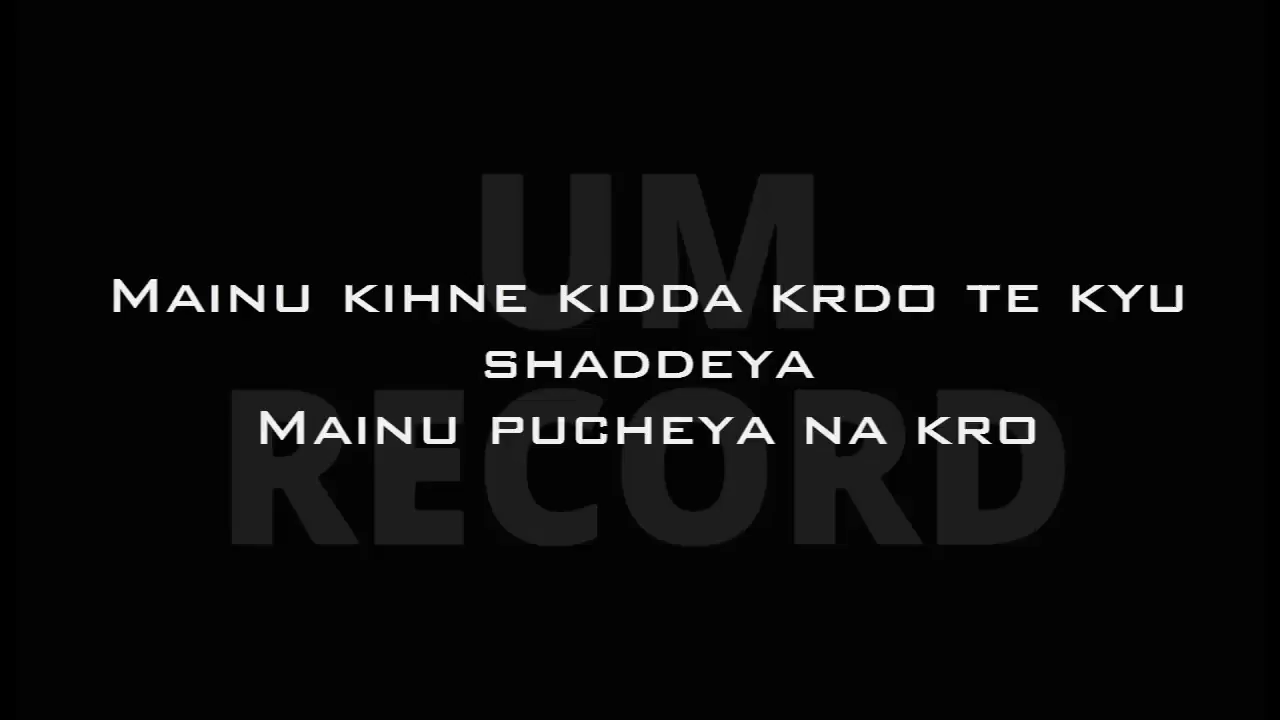 UM
Mainu kihne kidda krdo te kyu
shaddeya
Mainu pucheya na kro
RECORD